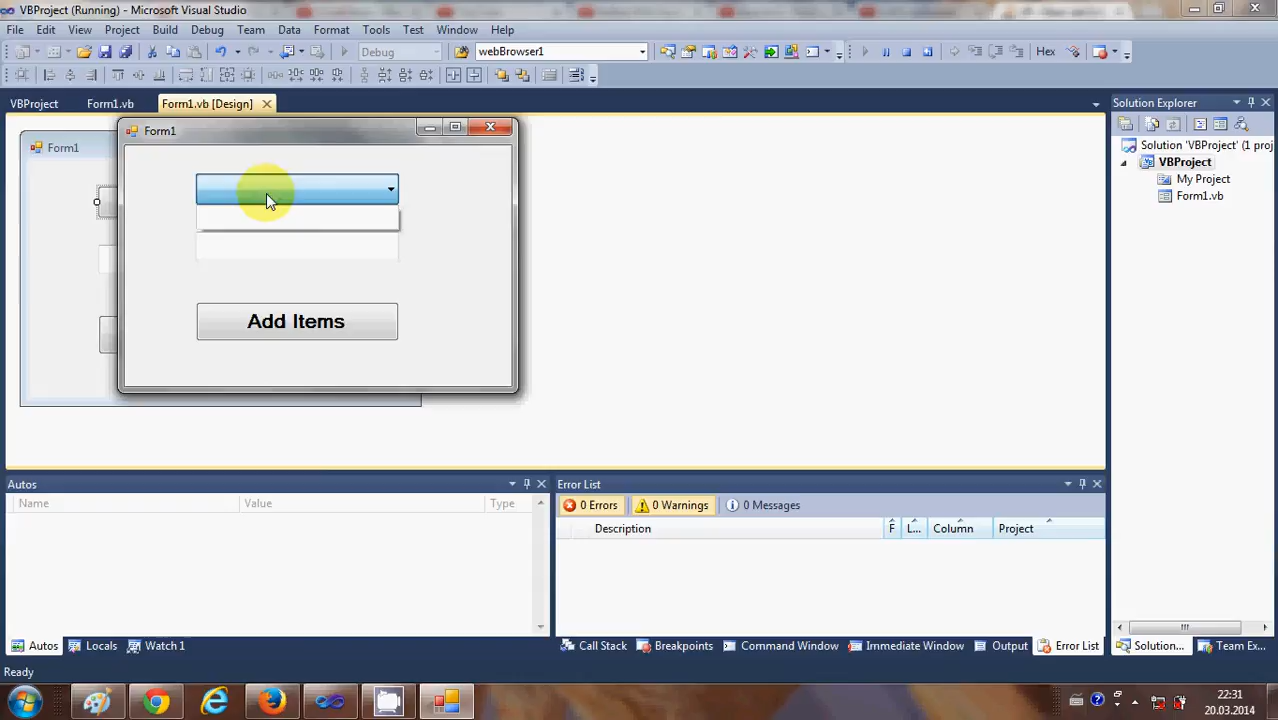 VBProject (Running) - Microsoft Visual Studio
File Edit View Project Build Debug Team Data Format Tools Test Window Help
Debug webBrowser1 Hex
VBProject Form1.vb Form1.vb [Design]
Form1
Form1
Add Items
Solution Explorer
Solution 'VBProject' (1 proj
VBProject
My Project
Form1.vb
Autos
Name Value Type
Error List
0 Errors 0 Warnings 0 Messages
Description F L... Column Project
Autos Locals Watch 1
Call Stack Breakpoints Command Window Immediate Window Output Error List
Solution... Team Ex...
Ready
22:31
20.03.2014